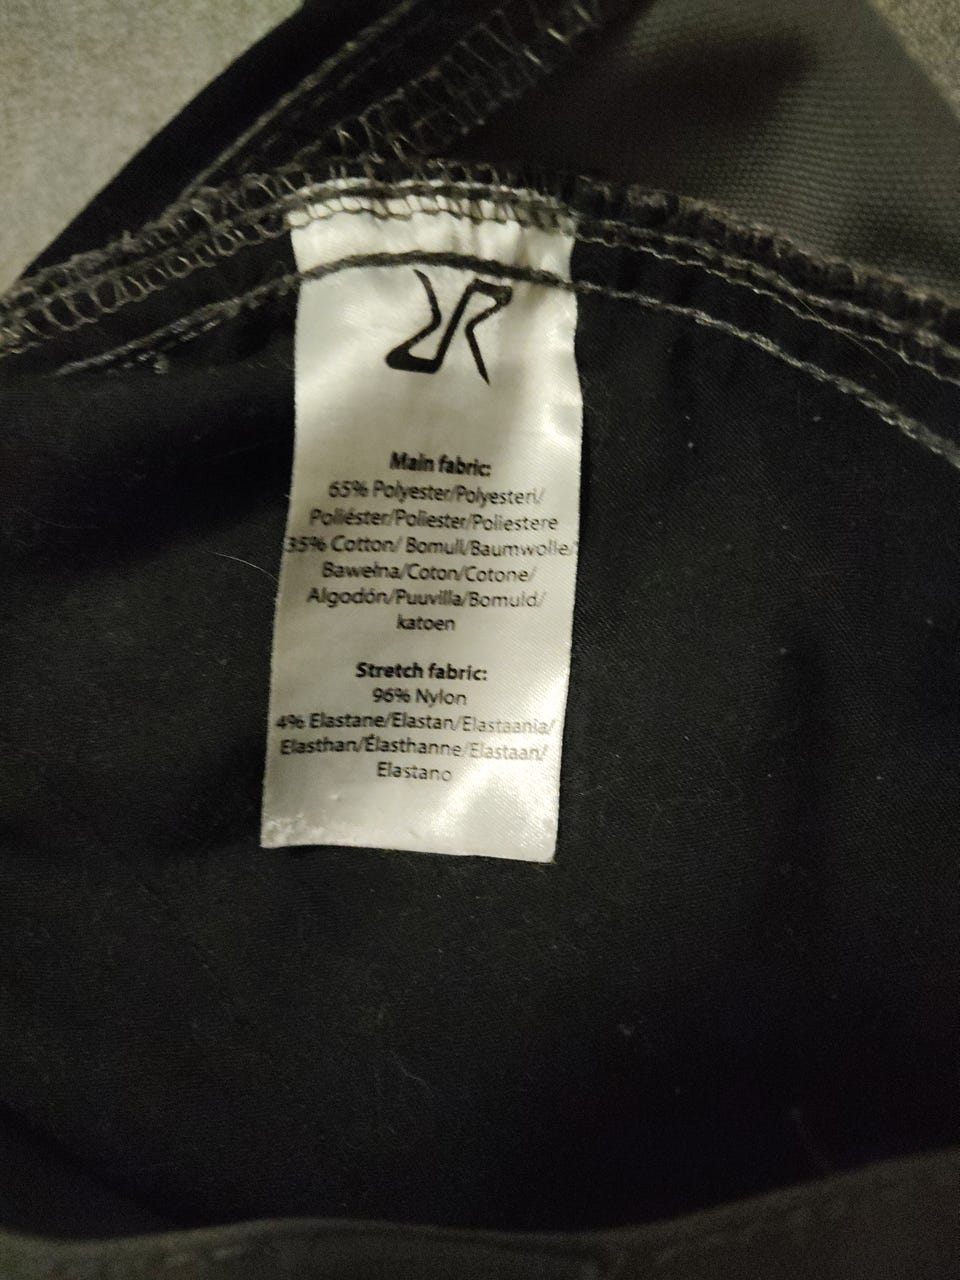 Main fabric:
65% Polyester/Polyesteri/
Poliéster/Poliester/Poliestere
35% Cotton/ Bomull/Baumwolle/
Bawełna/Coton/Cotone/
Algodón/Puuvilla/Bomuld/
katoen
Stretch fabric:
96% Nylon
4% Elastane/Elastan/Elastaania/
Elasthan/Élasthanne/Elastaan/
Elastano